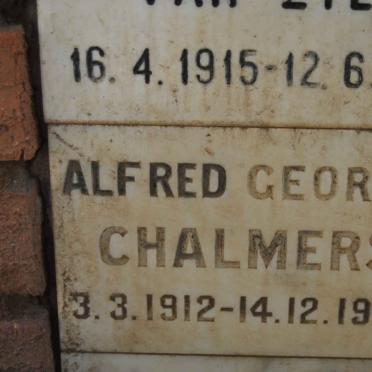 16. 4. 1915-12. 6.
ALFRED GEOR
CHALMERS
3. 3. 1912-14. 12. 19